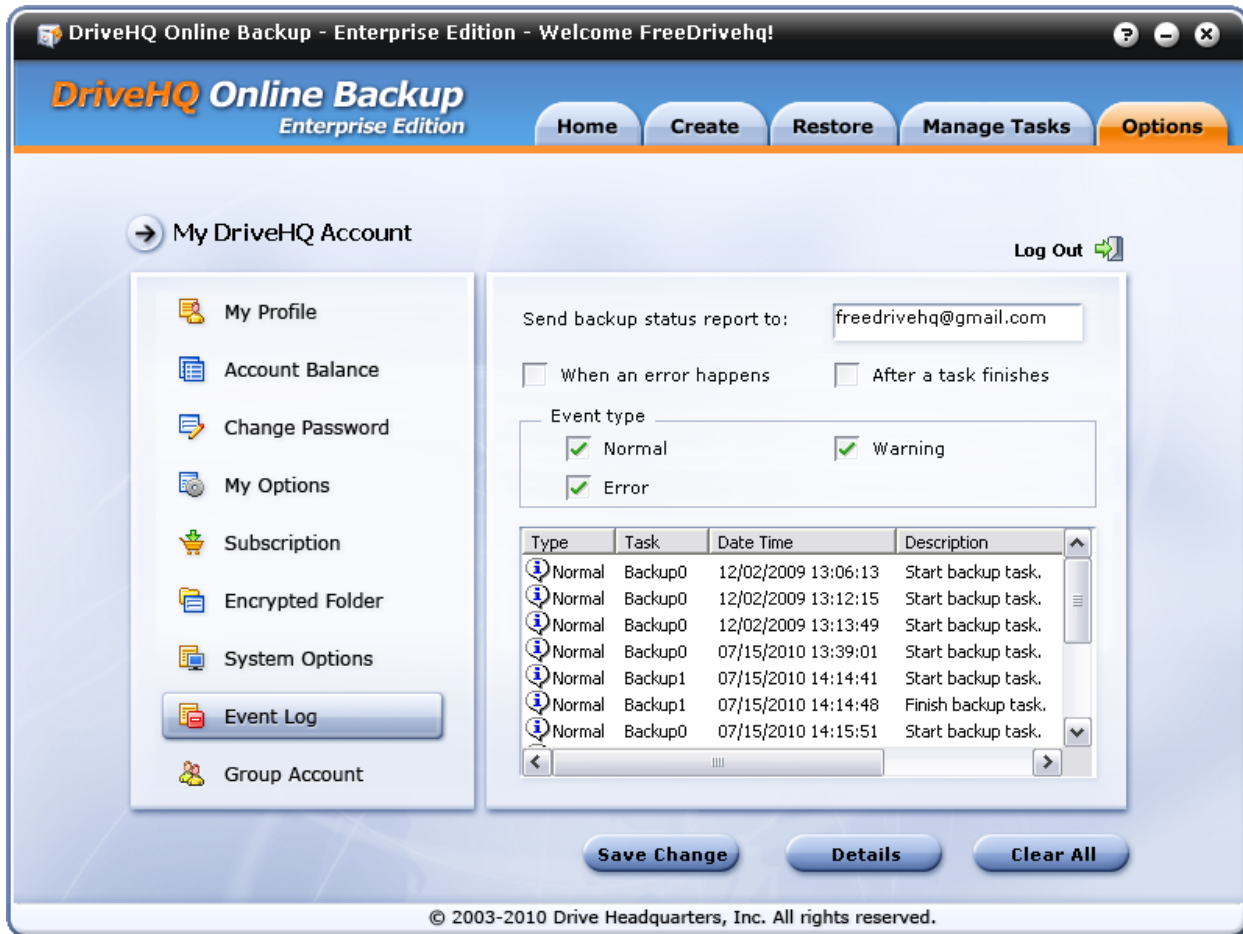 DriveHQ Online Backup - Enterprise Edition - Welcome FreeDrivehq!
DriveHQ Online Backup
Enterprise Edition
Home Create Restore Manage Tasks Options
My DriveHQ Account
Log Out
My Profile
Account Balance
Change Password
My Options
Subscription
Encrypted Folder
System Options
Event Log
Group Account
Send backup status report to: freedrivehq@gmail.com
When an error happens After a task finishes
Event type
Normal Warning
Error
Type Task Date Time Description
Normal Backup0 12/02/2009 13:06:13 Start backup task.
Normal Backup0 12/02/2009 13:12:15 Start backup task.
Normal Backup0 12/02/2009 13:13:49 Start backup task.
Normal Backup0 07/15/2010 13:39:01 Start backup task.
Normal Backup1 07/15/2010 14:14:41 Start backup task.
Normal Backup1 07/15/2010 14:14:48 Finish backup task.
Normal Backup0 07/15/2010 14:15:51 Start backup task.
Save Change Details Clear All
© 2003-2010 Drive Headquarters, Inc. All rights reserved.